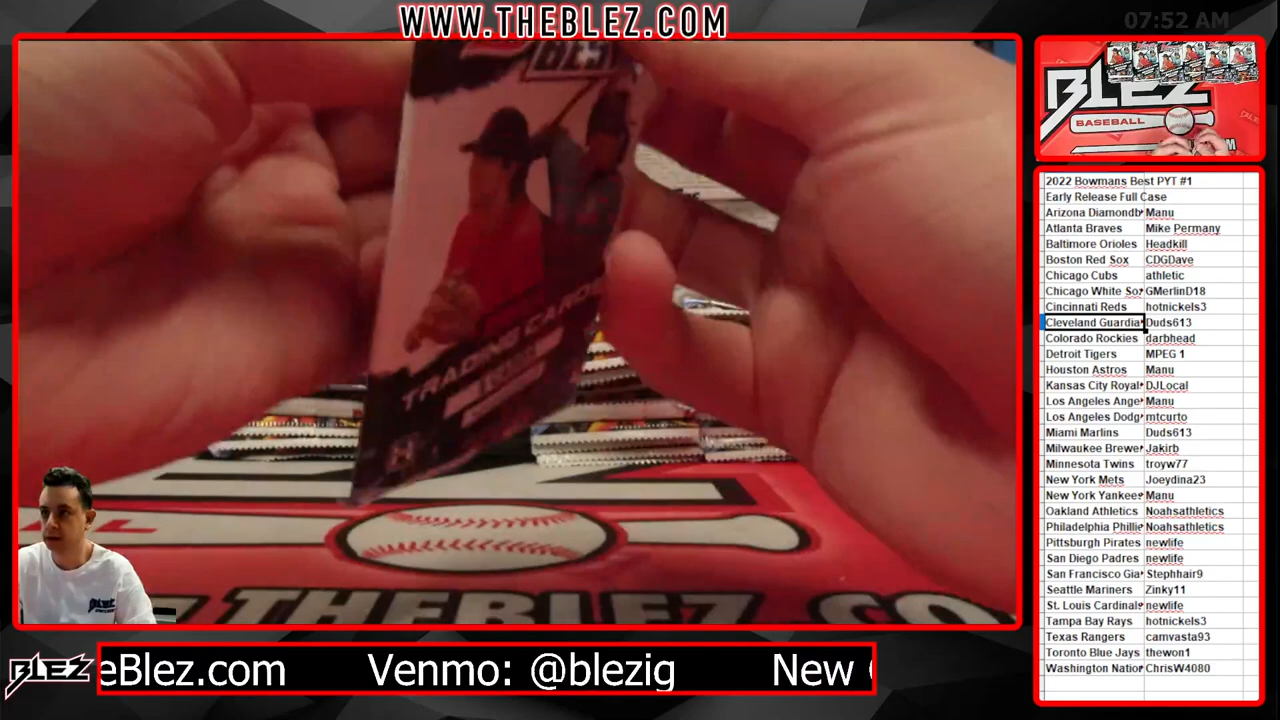 WWW.THEBLEZ.COM
07:52 AM
TRADING CARDS
THEBLEZ.CO
BLEZ
BASEBALL
2022 Bowmans Best PYT #1
Early Release Full Case
Arizona Diamondb Manu
Atlanta Braves Mike Permany
Baltimore Orioles Headkill
Boston Red Sox CDGDave
Chicago Cubs athletic
Chicago White Sox GMerlinD18
Cincinnati Reds hotnickels3
Cleveland Guardia Duds613
Colorado Rockies darbhead
Detroit Tigers MPEG 1
Houston Astros Manu
Kansas City Royal DJLocal
Los Angeles Ange Manu
Los Angeles Dodg mtcurto
Miami Marlins Duds613
Milwaukee Brewe Jakirb
Minnesota Twins troyw77
New York Mets Joeydina23
New York Yankee Manu
Oakland Athletics Noahsathletics
Philadelphia Phillie Noahsathletics
Pittsburgh Pirates newlife
San Diego Padres newlife
San Francisco Gia Stephhair9
Seattle Mariners Zinky11
St. Louis Cardinals newlife
Tampa Bay Rays hotnickels3
Texas Rangers camvasta93
Toronto Blue Jays thewon1
Washington Nation ChrisW4080
BLEZ
eBlez.com Venmo: @blezig New